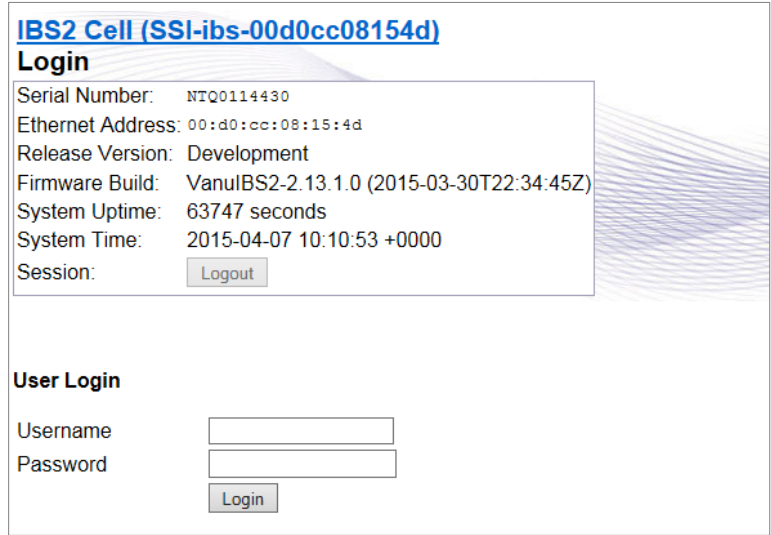 IBS2 Cell (SSI-ibs-00d0cc08154d)
Login
Serial Number: NTQ0114430
Ethernet Address: 00:d0:cc:08:15:4d
Release Version: Development
Firmware Build: VanuIBS2-2.13.1.0 (2015-03-30T22:34:45Z)
System Uptime: 63747 seconds
System Time: 2015-04-07 10:10:53 +0000
Session: Logout
User Login
Username
Password
Login